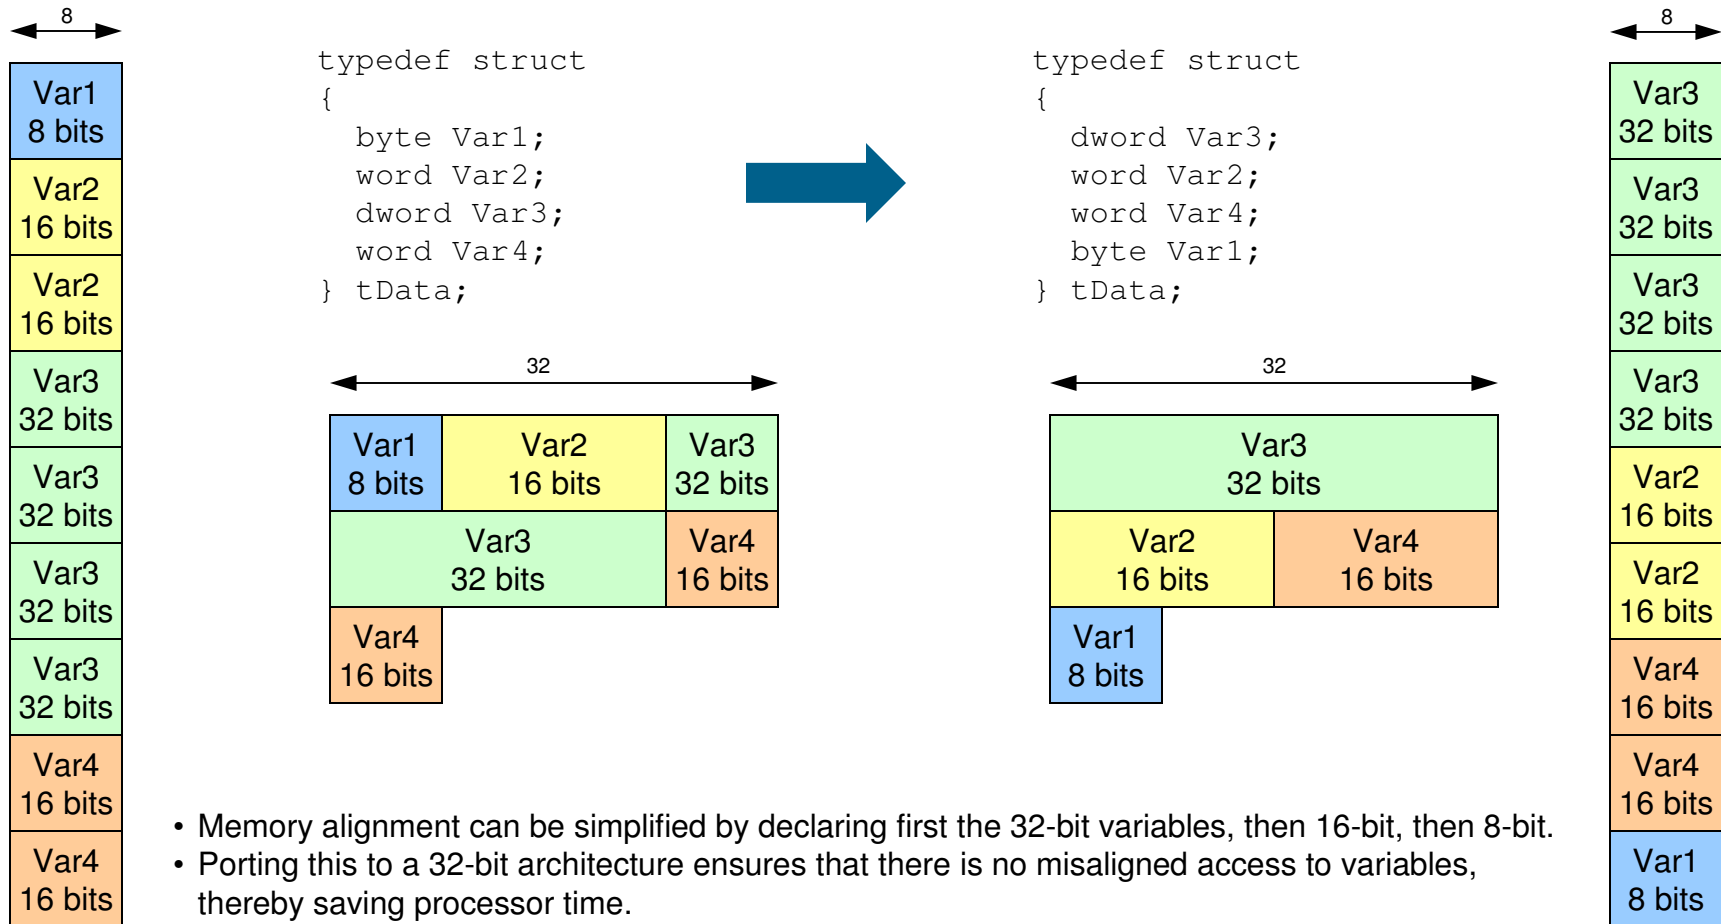 8
Var1
8 bits
Var2
16 bits
Var2
16 bits
Var3
32 bits
Var3
32 bits
Var3
32 bits
Var3
32 bits
Var4
16 bits
Var4
16 bits
typedef struct
{
byte Var1;
word Var2;
dword Var3;
word Var4;
} tData;
32
Var1
8 bits
Var2
16 bits
Var3
32 bits
Var3
32 bits
Var4
16 bits
Var4
16 bits
typedef struct
{
dword Var3;
word Var2;
word Var4;
byte Var1;
} tData;
32
Var3
32 bits
Var2
16 bits
Var4
16 bits
Var1
8 bits
8
Var3
32 bits
Var3
32 bits
Var3
32 bits
Var3
32 bits
Var2
16 bits
Var2
16 bits
Var4
16 bits
Var4
16 bits
Var1
8 bits
• Memory alignment can be simplified by declaring first the 32-bit variables, then 16-bit, then 8-bit.
• Porting this to a 32-bit architecture ensures that there is no misaligned access to variables,
thereby saving processor time.